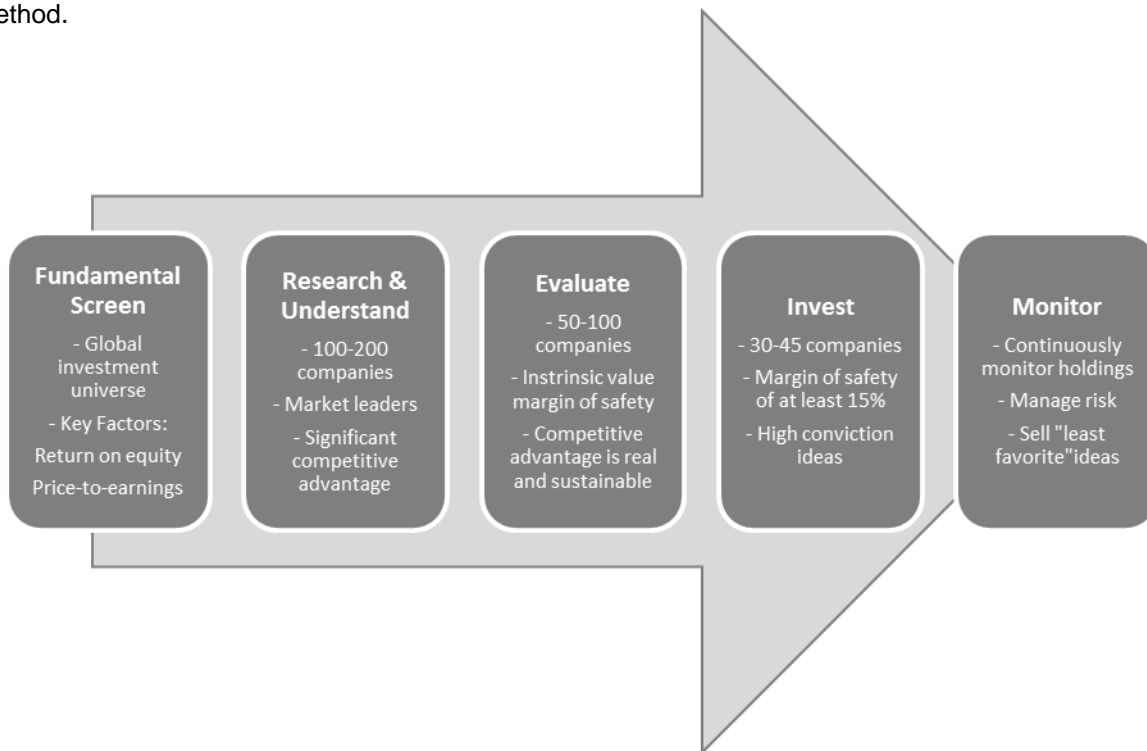 ethod.
Fundamental
Screen
- Global
investment
universe
- Key Factors:
Return on equity
Price-to-earnings
Research &
Understand
- 100-200
companies
- Market leaders
- Significant
competitive
advantage
Evaluate
- 50-100
companies
- Instrinsic value
margin of safety
- Competitive
advantage is real
and sustainable
Invest
- 30-45 companies
- Margin of safety
of at least 15%
- High conviction
ideas
Monitor
- Continuously
monitor holdings
- Manage risk
- Sell "least
favorite"ideas